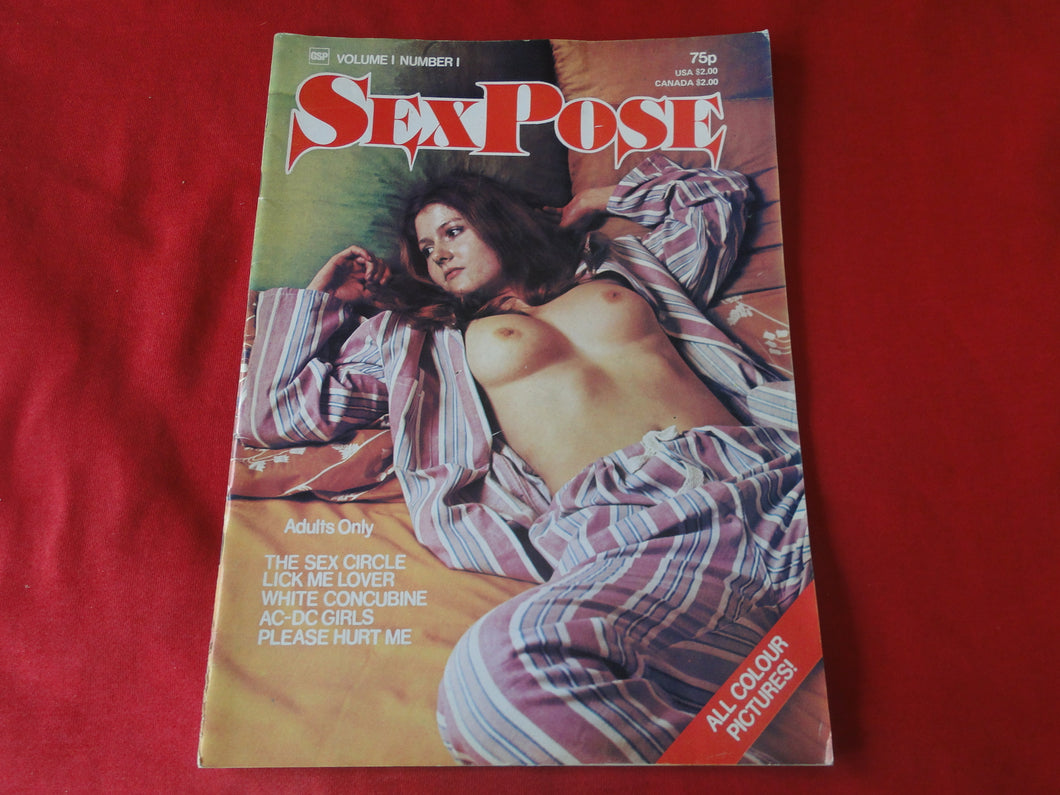 GSP
VOLUME I NUMBER I
75p
USA $2.00
CANADA $2.00
SEXPOSE
Adults Only
THE SEX CIRCLE
LICK ME LOVER
WHITE CONCUBINE
AC-DC GIRLS
PLEASE HURT ME
ALL COLOUR
PICTURES!